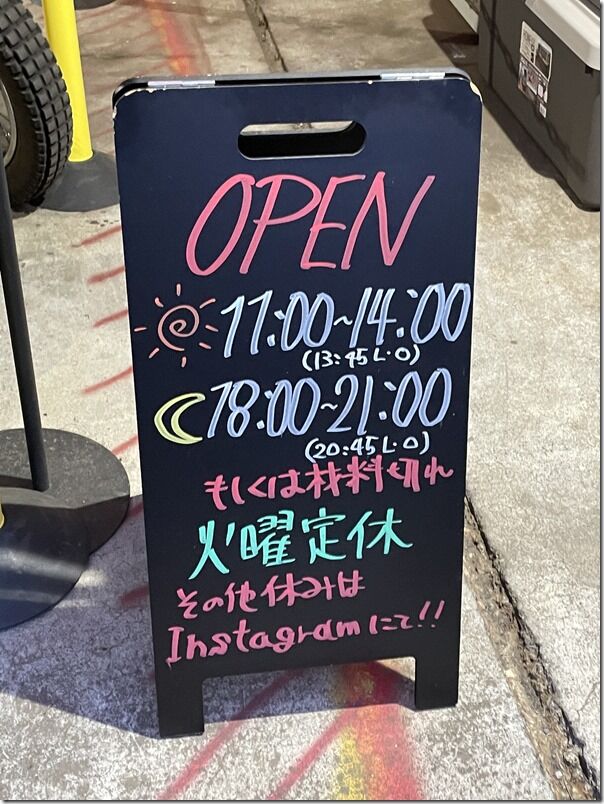 OPEN
11:00~14:00
(13:45 L・O)
18:00~21:00
(20:45 L・O)
もしくは材料切れ
火曜定休
その他休みは
Instagramにて!!